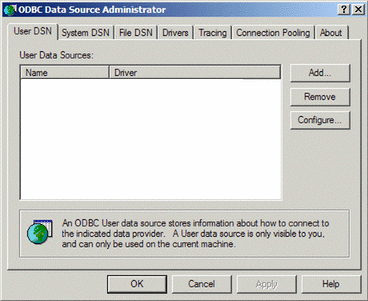 ODBC Data Source Administrator
User DSN System DSN File DSN Drivers Tracing Connection Pooling About
User Data Sources:
Name Driver
Add...
Remove
Configure...
An ODBC User data source stores information about how to connect to
the indicated data provider. A User data source is only visible to you,
and can only be used on the current machine.
OK Cancel Apply Help